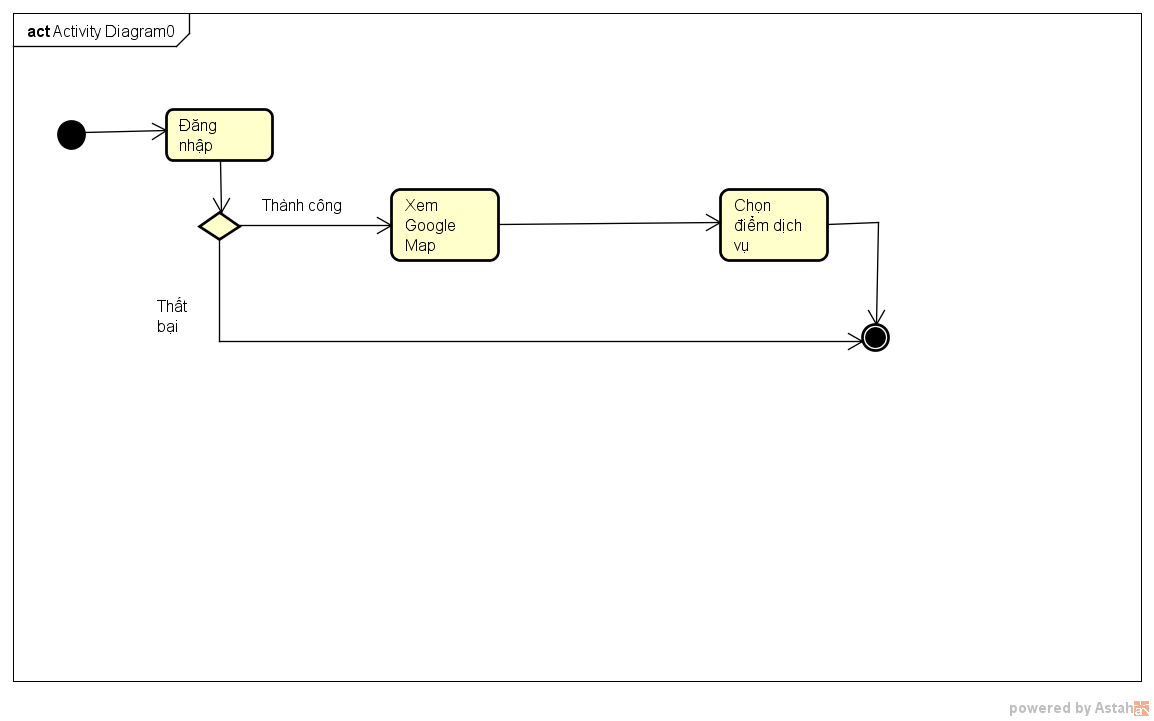 act Activity Diagram0
Đăng
nhập
Thành công
Xem
Google
Map
Chọn
điểm dịch
vụ
Thất
bại
powered by Astah